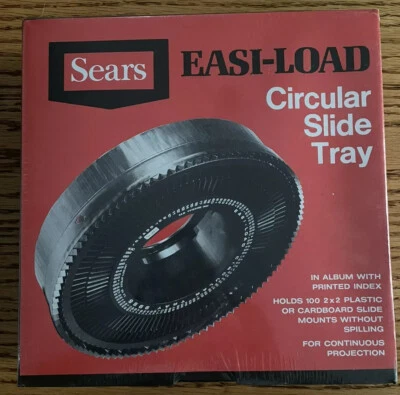 Sears
EASI-LOAD
Circular
Slide
Tray
IN ALBUM WITH
PRINTED INDEX
HOLDS 100 2x2 PLASTIC
OR CARDBOARD SLIDE
MOUNTS WITHOUT
SPILLING
FOR CONTINUOUS
PROJECTION